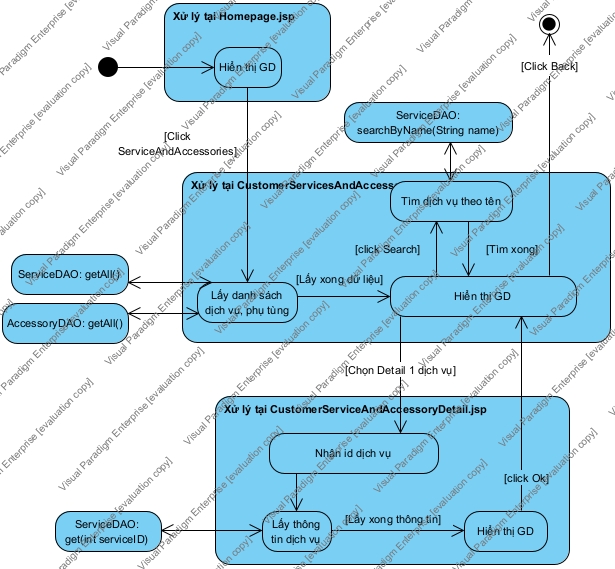 Xử lý tại Homepage.jsp
Hiển thị GD
[Click Back]
[Click
ServiceAndAccessories]
ServiceDAO:
searchByName(String name)
Xử lý tại CustomerServicesAndAccess
Tìm dịch vụ theo tên
[click Search]
[Tìm xong]
ServiceDAO: getAll()
AccessoryDAO: getAll()
Lấy danh sách
dịch vụ, phụ tùng
[Lấy xong dữ liệu]
Hiển thị GD
[Chọn Detail 1 dịch vụ]
Xử lý tại CustomerServiceAndAccessoryDetail.jsp
Nhận id dịch vụ
[click Ok]
ServiceDAO:
get(int serviceID)
Lấy thông
tin dịch vụ
[Lấy xong thông tin]
Hiển thị GD
Visual Paradigm Enterprise [evaluation copy]